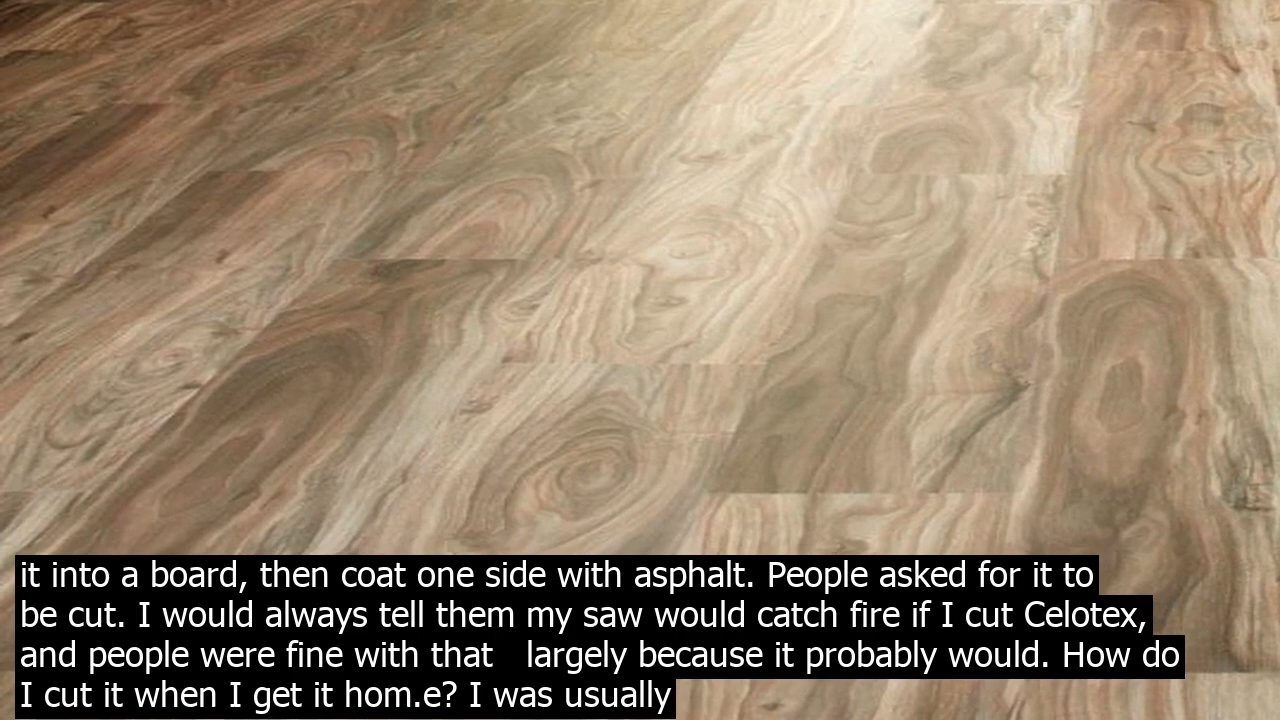 it into a board, then coat one side with asphalt. People asked for it to
be cut. I would always tell them my saw would catch fire if I cut Celotex,
and people were fine with that   largely because it probably would. How do
I cut it when I get it hom.e? I was usually